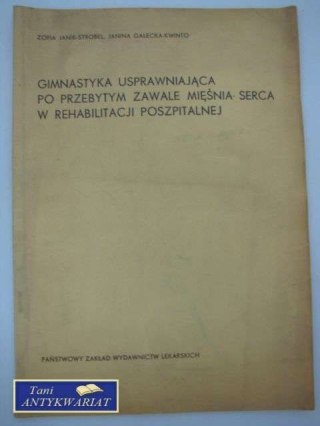 ZOFIA JANIK-STROBEL, JANINA GAŁECKA-KWINTO
GIMNASTYKA USPRAWNIAJĄCA
PO PRZEBYTYM ZAWALE MIĘŚNIA SERCA
W REHABILITACJI POSZPITALNEJ
PAŃSTWOWY ZAKŁAD WYDAWNICTW LEKARSKICH
Tani
ANTYKWARIAT